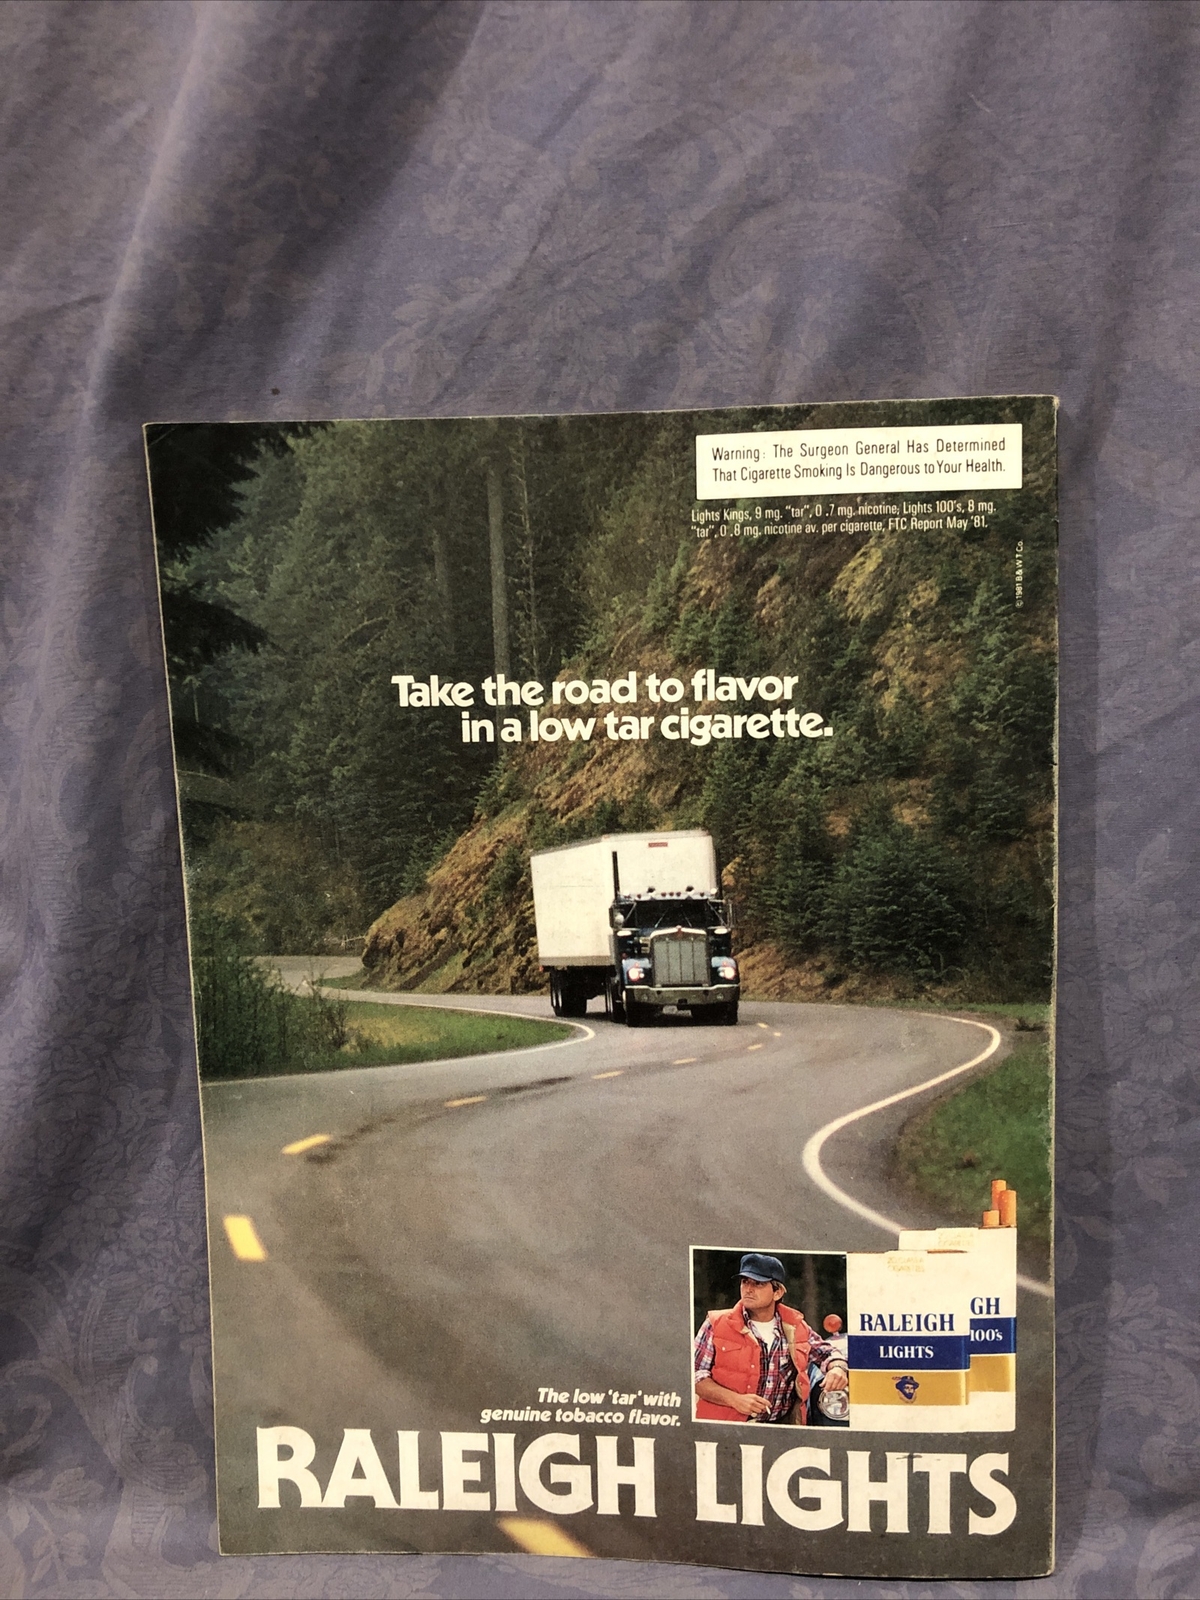 Warning: The Surgeon General Has Determined
That Cigarette Smoking Is Dangerous to Your Health.
Lights Kings, 9 mg. "tar", 0.7 mg. nicotine; Lights 100's, 8 mg.
"tar", 0.8 mg. nicotine av. per cigarette, FTC Report May '81.
© 1981 B & W T Co.
Take the road to flavor
in a low tar cigarette.
GH
RALEIGH
100's
LIGHTS
The low 'tar' with
genuine tobacco flavor.
RALEIGH LIGHTS